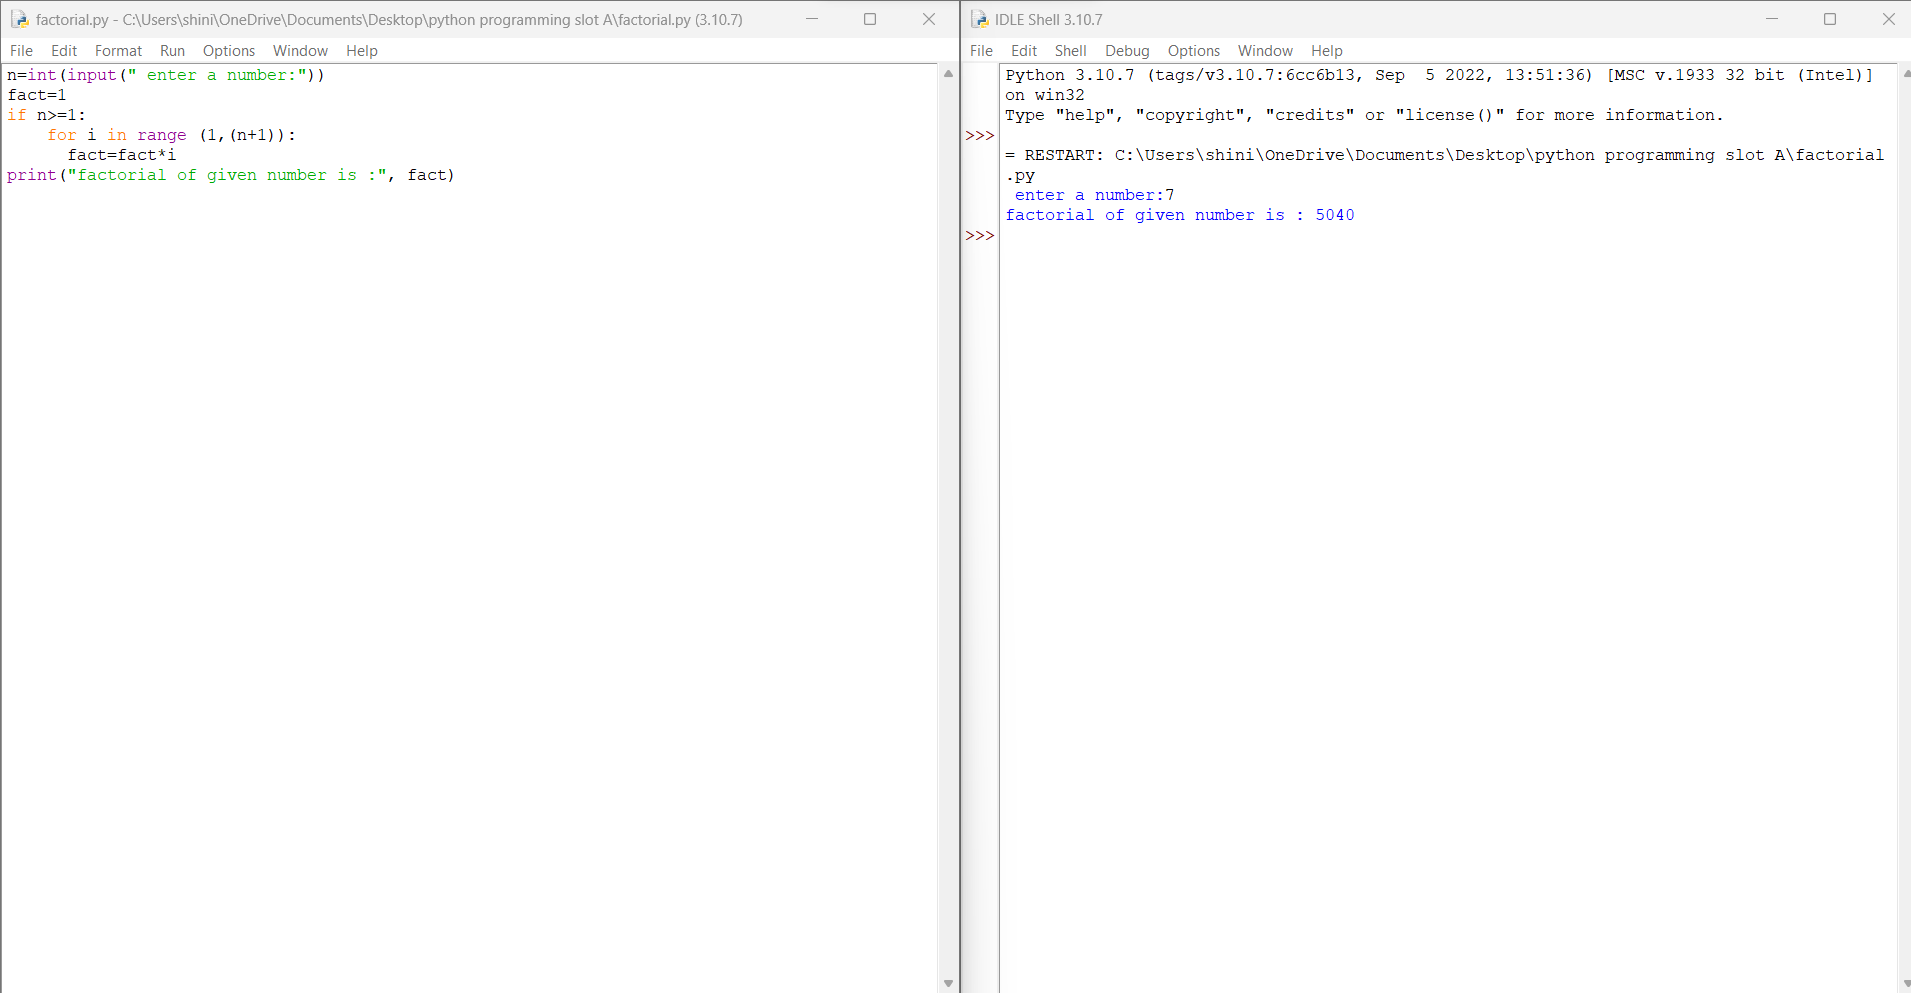 factorial.py - C:\Users\shini\OneDrive\Documents\Desktop\python programming slot A\factorial.py (3.10.7)
File Edit Format Run Options Window Help
n=int(input(" enter a number:"))
fact=1
if n>=1:
    for i in range (1,(n+1)):
      fact=fact*i
print("factorial of given number is :", fact)
IDLE Shell 3.10.7
File Edit Shell Debug Options Window Help
Python 3.10.7 (tags/v3.10.7:6cc6b13, Sep  5 2022, 13:51:36) [MSC v.1933 32 bit (Intel)]
on win32
Type "help", "copyright", "credits" or "license()" for more information.
>>>
= RESTART: C:\Users\shini\OneDrive\Documents\Desktop\python programming slot A\factorial
.py
 enter a number:7
factorial of given number is : 5040
>>>